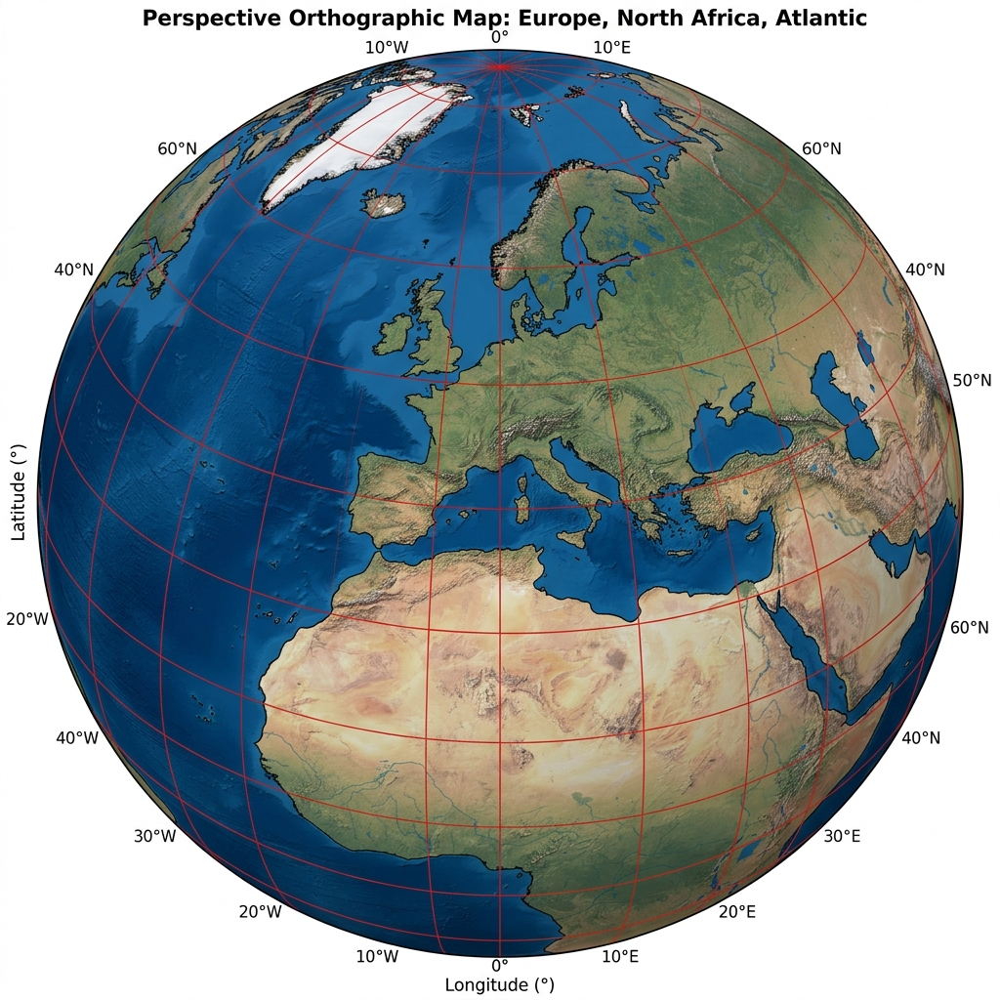 Perspective Orthographic Map: Europe, North Africa, Atlantic
0°
10°W
10°E
60°N
60°N
40°N
40°N
50°N
Latitude (°)
20°W
60°N
40°W
40°N
30°W
30°E
20°W
20°E
10°W
10°E
0°
Longitude (°)